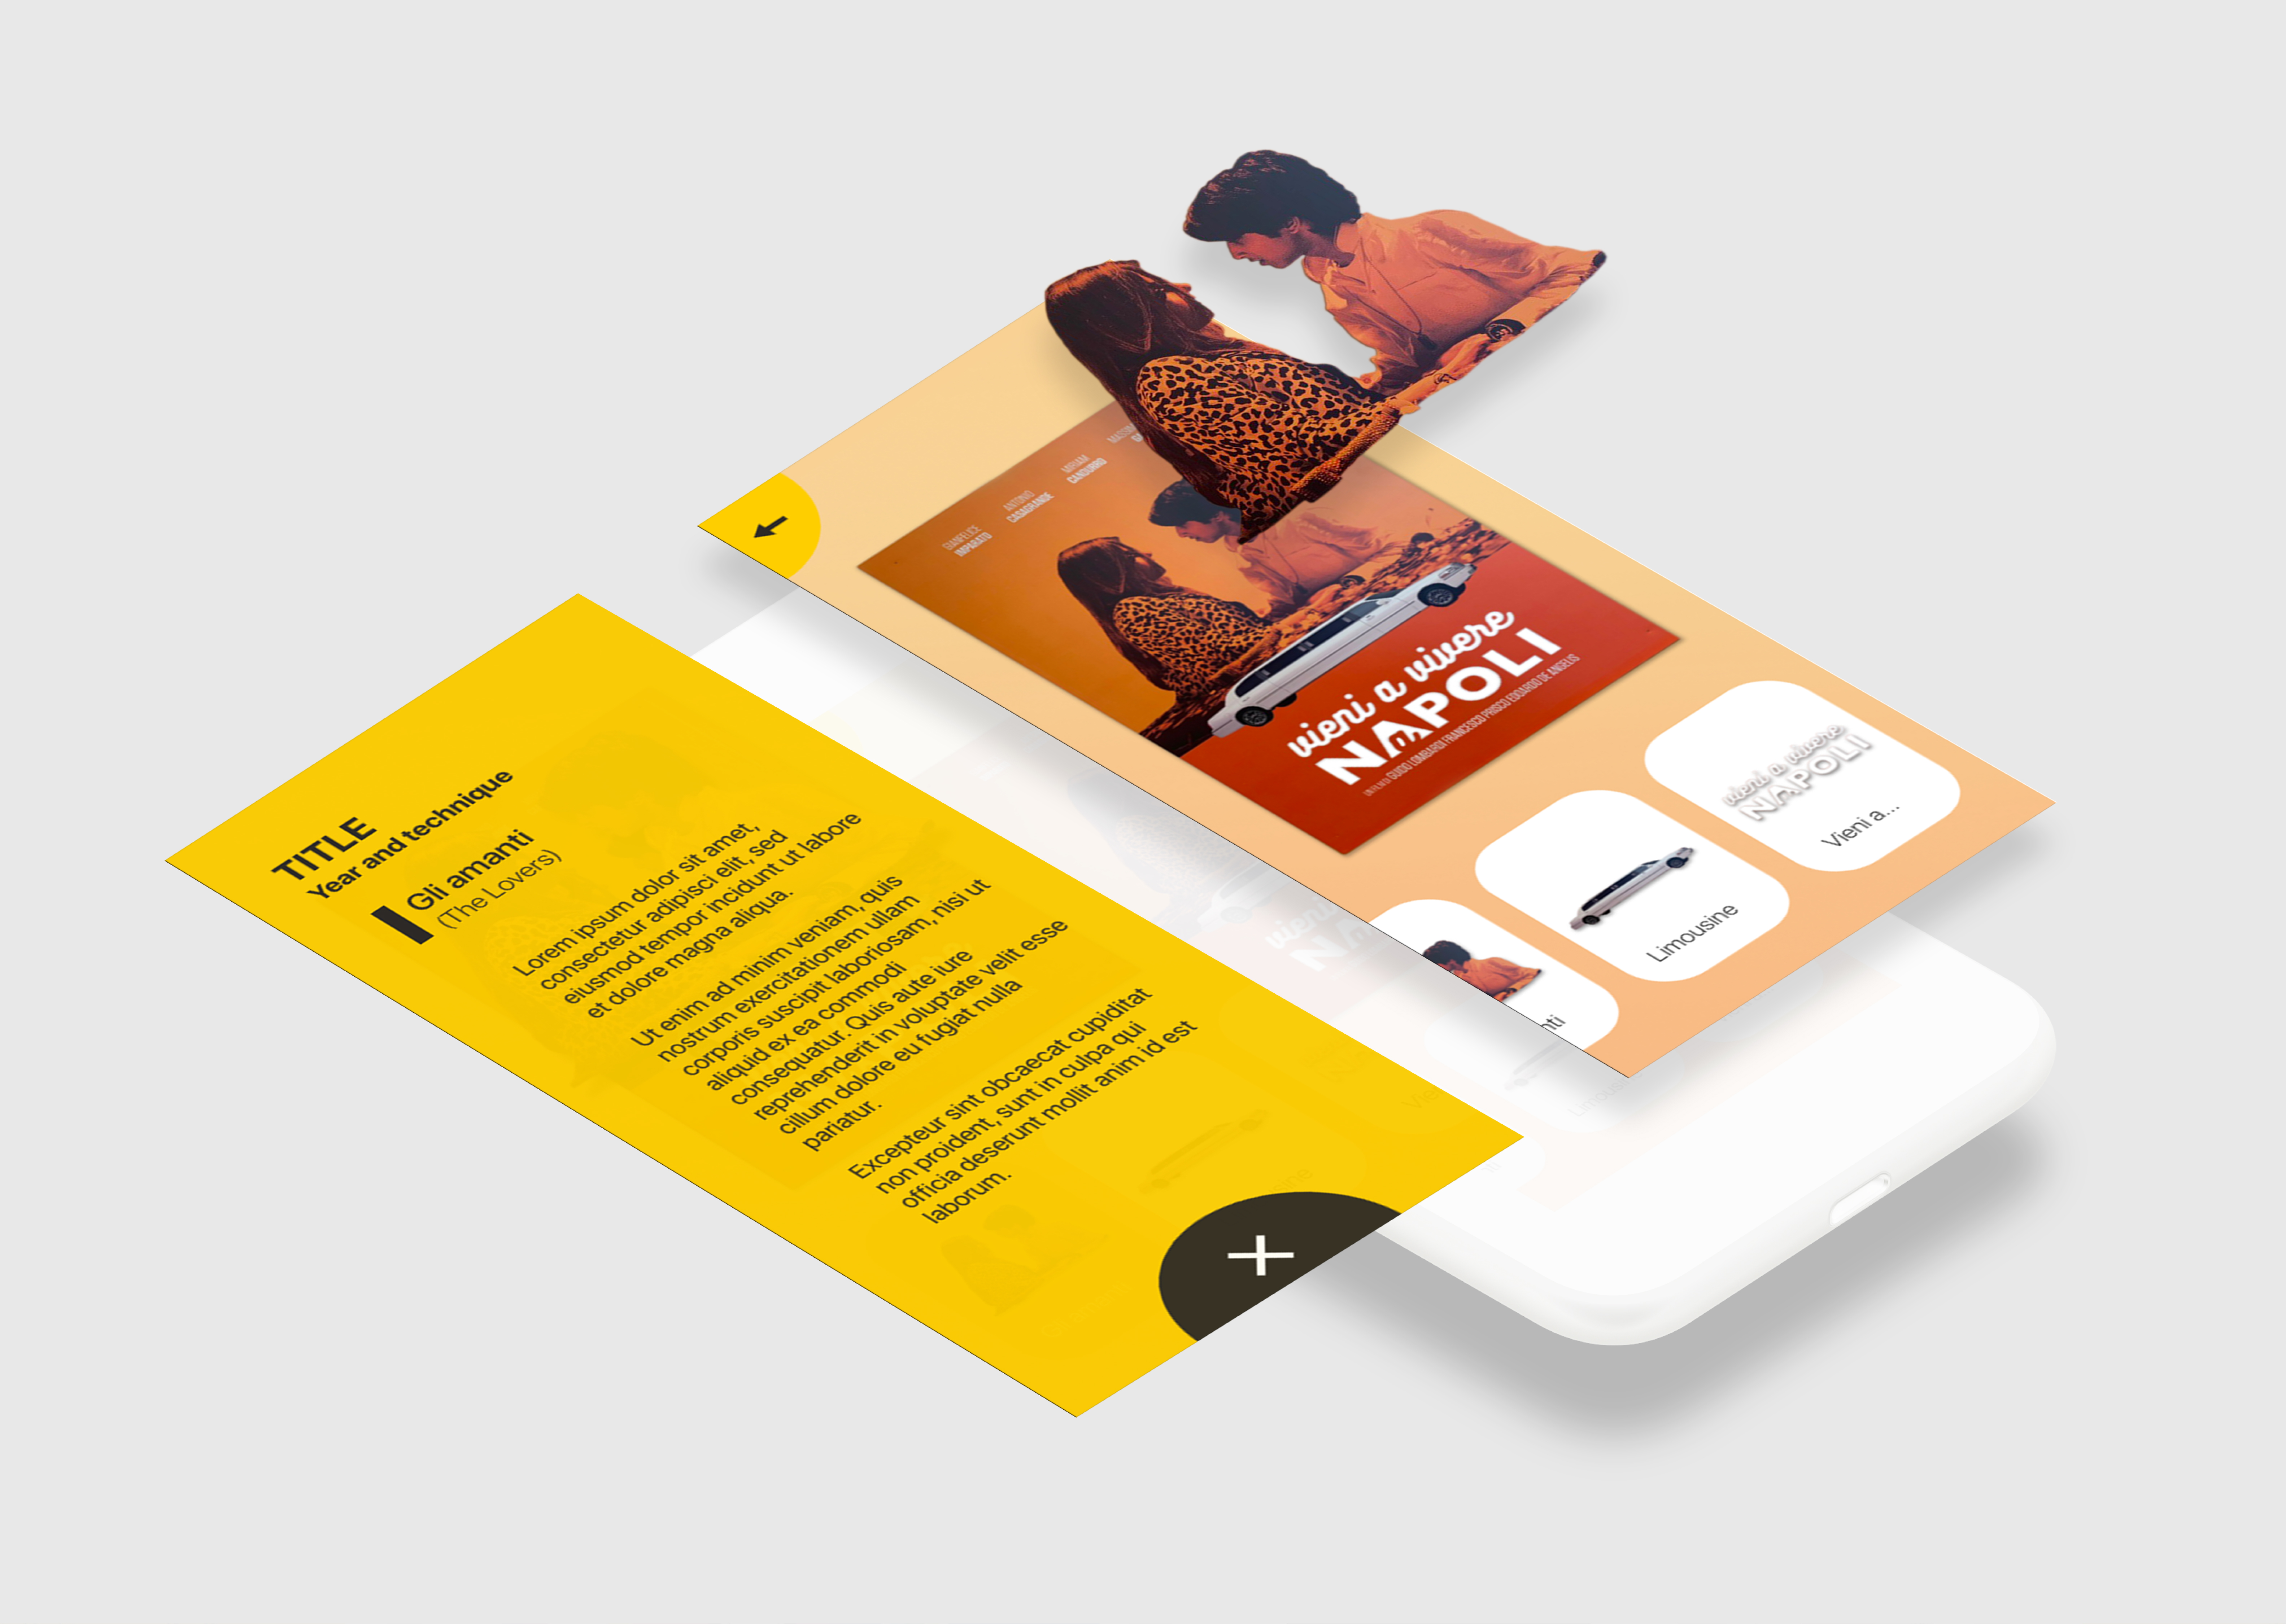 TITLE
Year and technique
Gli amanti
(The Lovers)
Lorem ipsum dolor sit amet,
consectetur adipisci elit, sed
eiusmod tempor incidunt ut labore
et dolore magna aliqua.
Ut enim ad minim veniam, quis
nostrum exercitationem ullam
corporis suscipit laboriosam, nisi ut
aliquid ex ea commodi
consequatur. Quis aute iure
reprehenderit in voluptate velit esse
cillum dolore eu fugiat nulla
pariatur.
Excepteur sint obcaecat cupiditat
non proident, sunt in culpa qui
officia deserunt mollit anim id est
laborum.
GIANFELICE
IMPARATO
ANTONIO
CASAGRANDE
MIRIAM
CANDURRO
vieni a vivere
NAPOLI
UN FILM DI GUIDO LOMBARDI FRANCESCO PRISCO EDOARDO DE ANGELIS
nti
Limousine
vieni a vivere
NAPOLI
Vieni a...